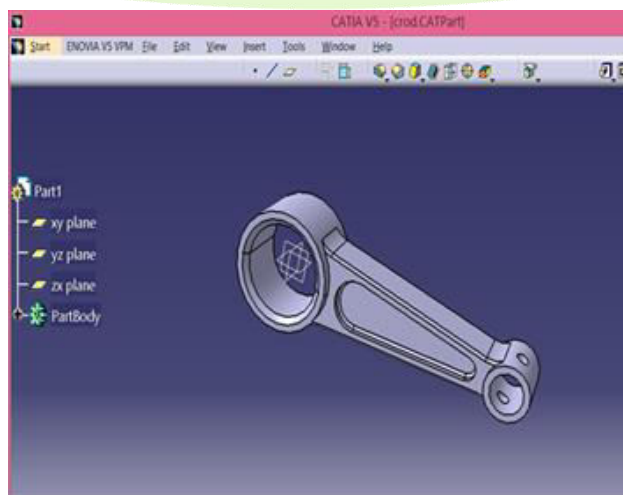 CATIA V5 - [crod.CATPart]
Start ENOVIA V5 VPM File Edit View Insert Tools Window Help
Part1
xy plane
yz plane
zx plane
PartBody